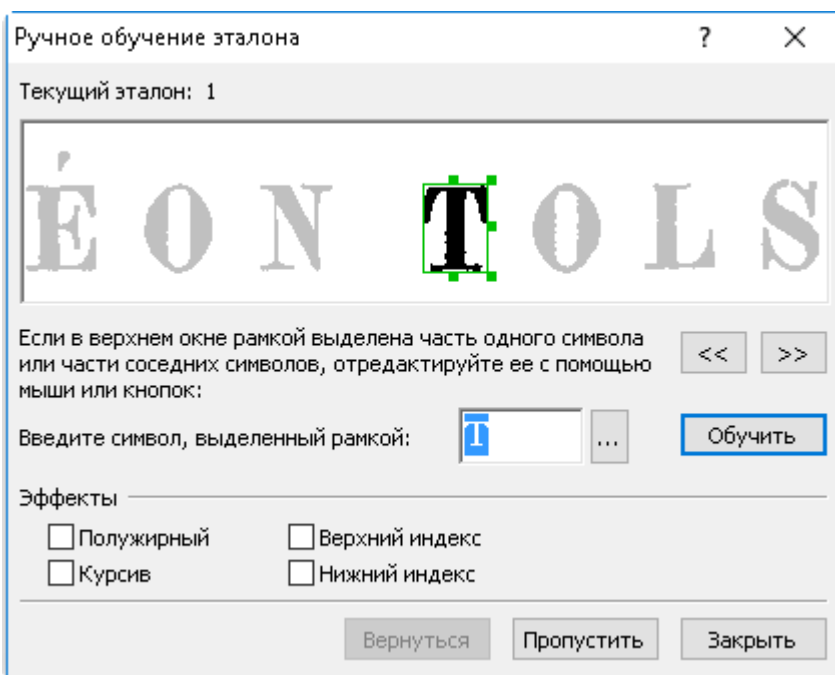 Ручное обучение эталона ?
Текущий эталон: 1
ÉON TOLS
Если в верхнем окне рамкой выделена часть одного символа
или части соседних символов, отредактируйте ее с помощью
мыши или кнопок:
<< >>
Введите символ, выделенный рамкой: T ... Обучить
Эффекты
Полужирный Верхний индекс
Курсив Нижний индекс
Вернуться Пропустить Закрыть